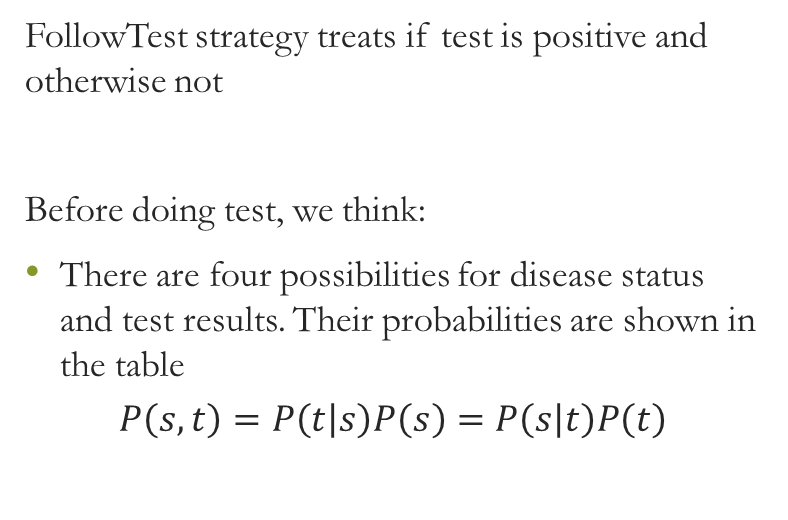 FollowTest strategy treats if test is positive and
otherwise not
Before doing test, we think:
• There are four possibilities for disease status
and test results. Their probabilities are shown in
the table
P(s, t) = P(t|s)P(s) = P(s|t)P(t)